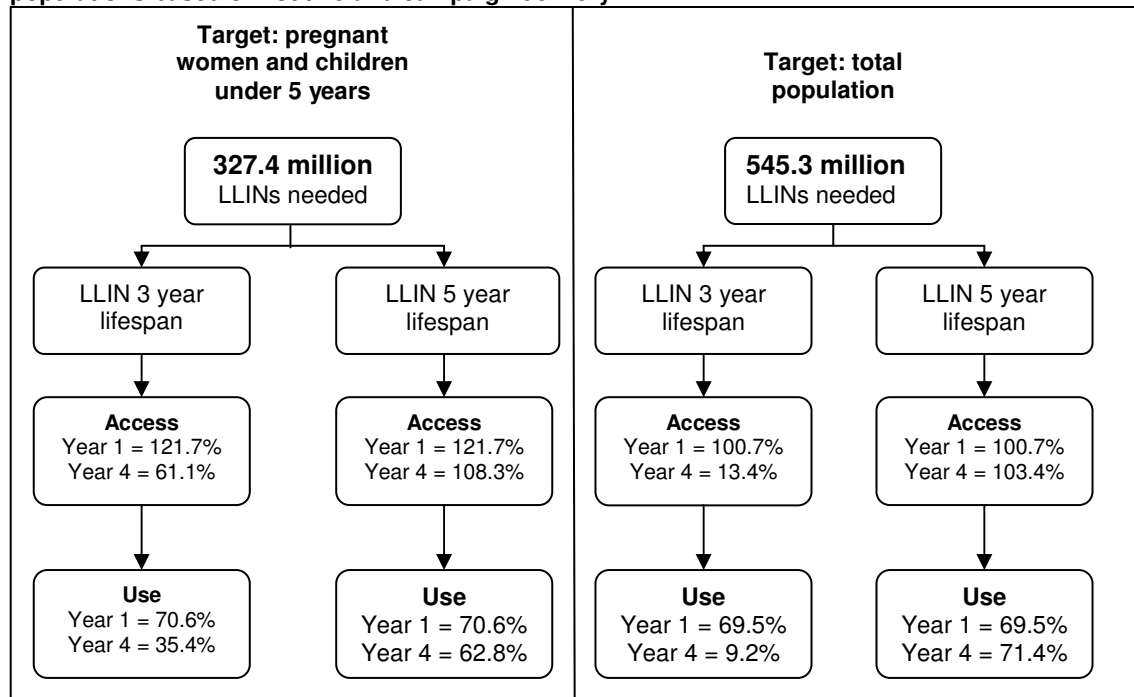 Target: pregnant
women and children
under 5 years
327.4 million
LLINs needed
LLIN 3 year
lifespan
LLIN 5 year
lifespan
Access
Year 1 = 121.7%
Year 4 = 61.1%
Access
Year 1 = 121.7%
Year 4 = 108.3%
Use
Year 1 = 70.6%
Year 4 = 35.4%
Use
Year 1 = 70.6%
Year 4 = 62.8%
Target: total
population
545.3 million
LLINs needed
LLIN 3 year
lifespan
LLIN 5 year
lifespan
Access
Year 1 = 100.7%
Year 4 = 13.4%
Access
Year 1 = 100.7%
Year 4 = 103.4%
Use
Year 1 = 69.5%
Year 4 = 9.2%
Use
Year 1 = 69.5%
Year 4 = 71.4%